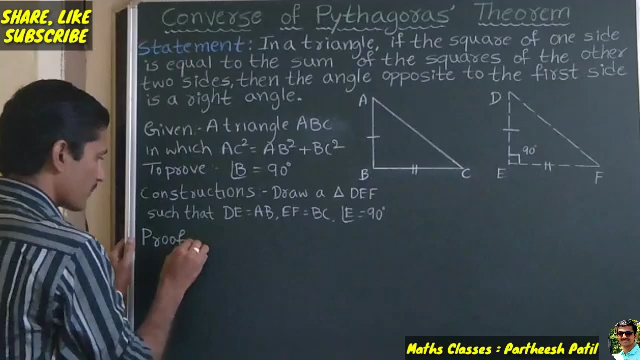 SHARE, LIKE
SUBSCRIBE
Converse of Pythagoras' Theorem
Statement: In a triangle, if the square of one side
is equal to the sum of the squares of the other
two sides, then the angle opposite to the first side
is a right angle.
Given:- A triangle ABC
in which AC² = AB² + BC²
To prove:- ∠B = 90°
Constructions:- Draw a △ DEF
such that DE = AB, EF = BC, ∠E = 90°
Proof
A
B
C
D
90°
E
F
Maths Classes : Partheesh Patil